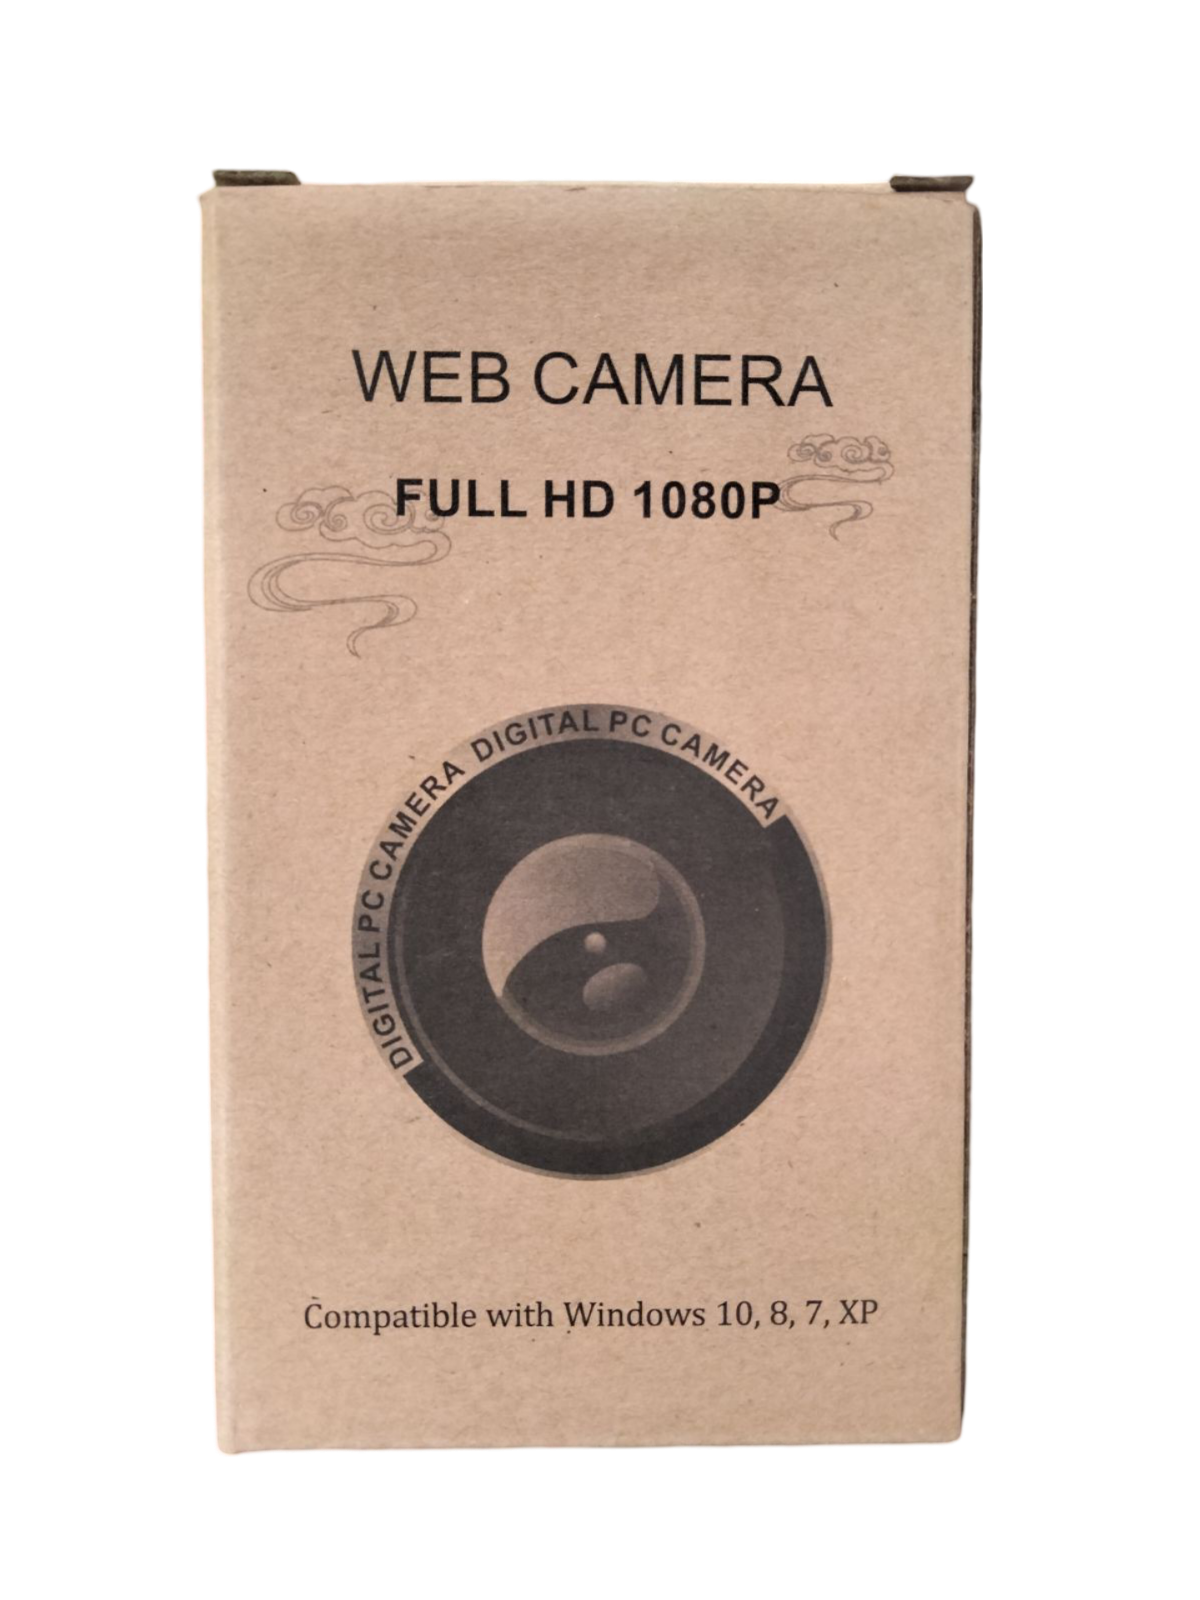 WEB CAMERA
FULL HD 1080P
DIGITAL PC CAMERA DIGITAL PC CAMERA
Compatible with Windows 10, 8, 7, XP